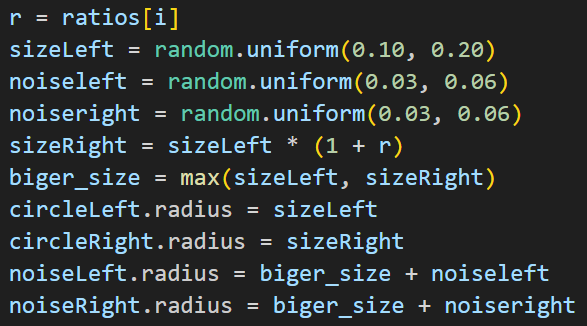 r = ratios[i]
sizeLeft = random.uniform(0.10, 0.20)
noiseleft = random.uniform(0.03, 0.06)
noiseright = random.uniform(0.03, 0.06)
sizeRight = sizeLeft * (1 + r)
biger_size = max(sizeLeft, sizeRight)
circleLeft.radius = sizeLeft
circleRight.radius = sizeRight
noiseLeft.radius = biger_size + noiseleft
noiseRight.radius = biger_size + noiseright